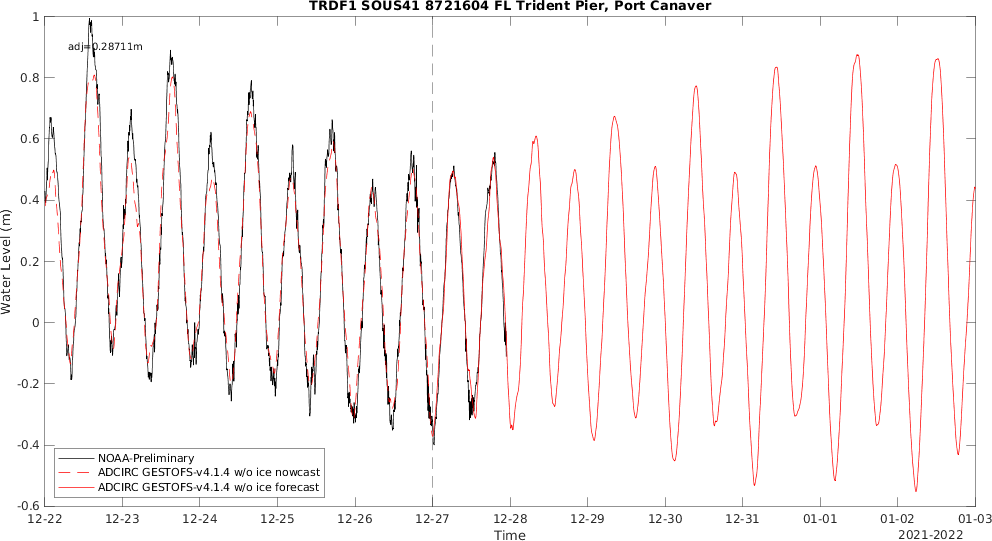 TRDF1 SOUS41 8721604 FL Trident Pier, Port Canaver
adj=0.28711m
1
0.8
0.6
0.4
0.2
0
-0.2
-0.4
-0.6
Water Level (m)
NOAA-Preliminary
ADCIRC GESTOFS-v4.1.4 w/o ice nowcast
ADCIRC GESTOFS-v4.1.4 w/o ice forecast
12-22 12-23 12-24 12-25 12-26 12-27 12-28 12-29 12-30 12-31 01-01 01-02 01-03
Time
2021-2022